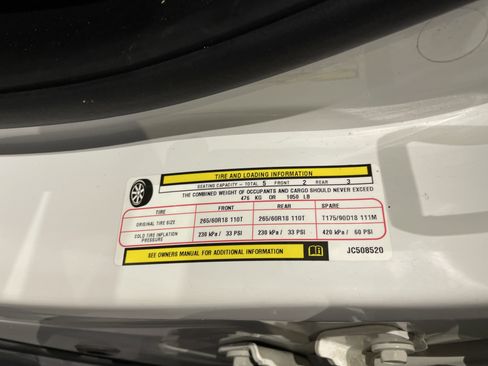 TIRE AND LOADING INFORMATION
SEATING CAPACITY - TOTAL 5 FRONT 2 REAR 3
THE COMBINED WEIGHT OF OCCUPANTS AND CARGO SHOULD NEVER EXCEED
476 KG OR 1050 LB
TIRE FRONT REAR SPARE
ORIGINAL TIRE SIZE 265/60R18 110T 265/60R18 110T T175/90D18 111M
COLD TIRE INFLATION PRESSURE 230 kPa / 33 PSI 230 kPa / 33 PSI 420 kPa / 60 PSI
SEE OWNERS MANUAL FOR ADDITIONAL INFORMATION JC508520